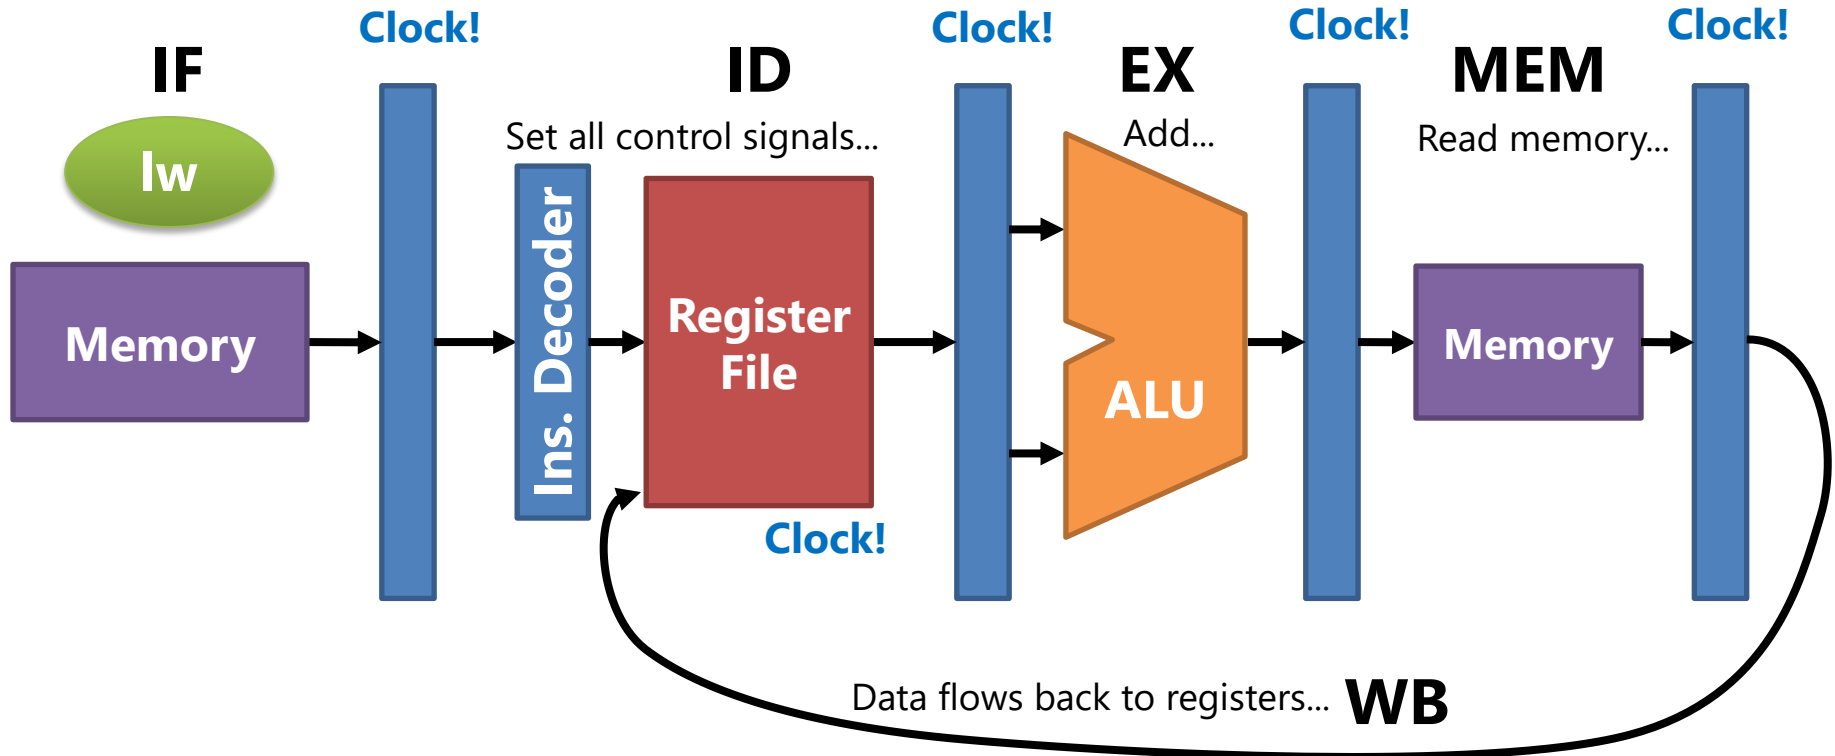 Clock!
Clock!
Clock!
Clock!
IF
ID
EX
MEM
Set all control signals...
Add...
Read memory...
lw
Memory
Ins. Decoder
Register
File
ALU
Memory
Clock!
Data flows back to registers...
WB